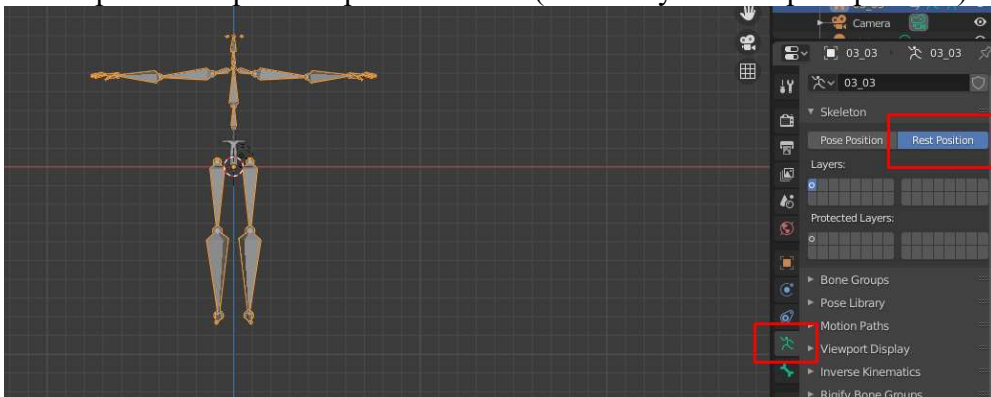 Camera
03_03 03_03
03_03
Skeleton
Pose Position Rest Position
Layers:
Protected Layers:
Bone Groups
Pose Library
Motion Paths
Viewport Display
Inverse Kinematics
Rigify Bone Groups